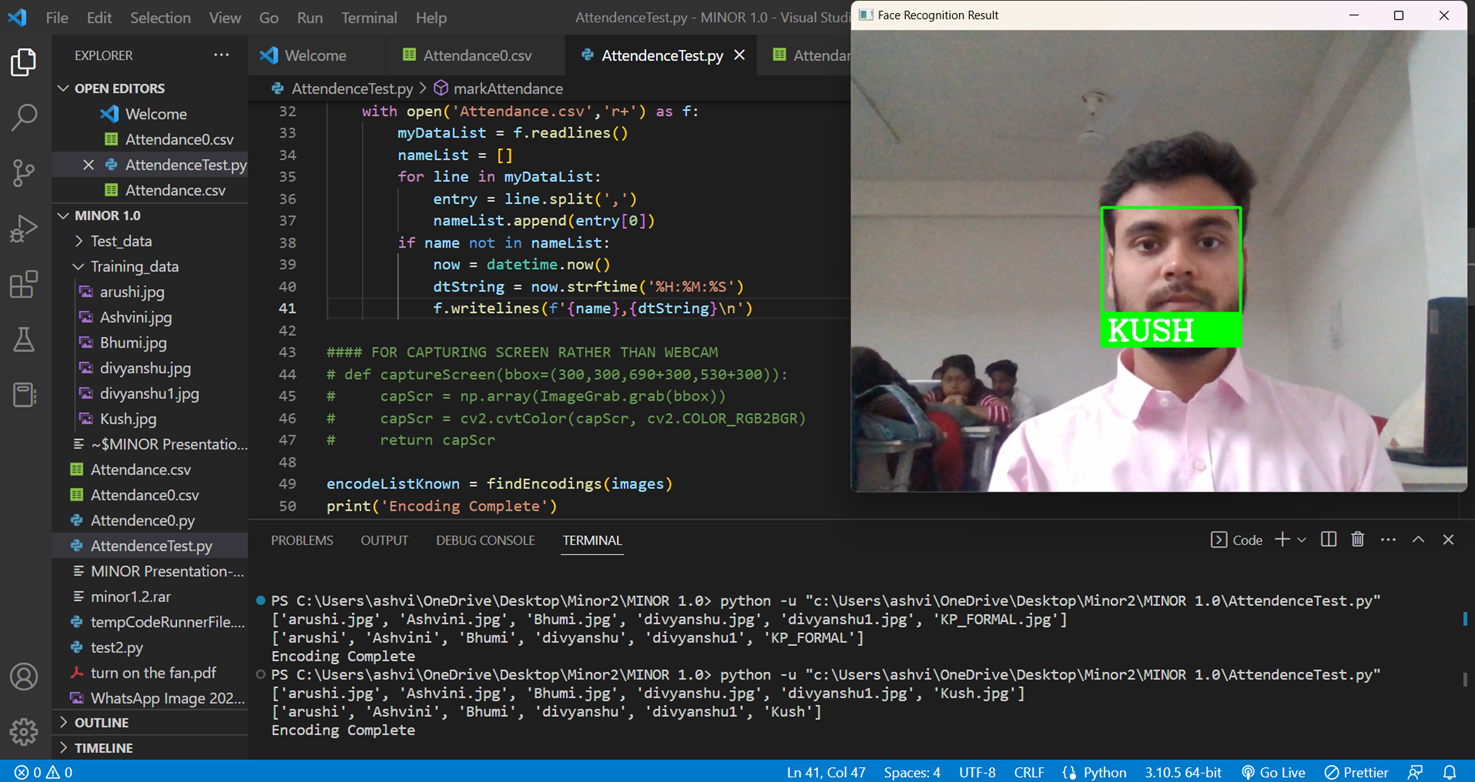 File Edit Selection View Go Run Terminal Help
AttendenceTest.py - MINOR 1.0 - Visual Studi
Face Recognition Result
EXPLORER
OPEN EDITORS
Welcome
Attendance0.csv
AttendenceTest.py
Attendance.csv
MINOR 1.0
Test_data
Training_data
arushi.jpg
Ashvini.jpg
Bhumi.jpg
divyanshu.jpg
divyanshu1.jpg
Kush.jpg
~$MINOR Presentatio...
Attendance.csv
Attendance0.csv
Attendence0.py
AttendenceTest.py
MINOR Presentation-...
minor1.2.rar
tempCodeRunnerFile....
test2.py
turn on the fan.pdf
WhatsApp Image 202...
OUTLINE
TIMELINE
Welcome Attendance0.csv AttendenceTest.py Attendan
AttendenceTest.py > markAttendance
32 with open('Attendance.csv','r+') as f:
33 myDataList = f.readlines()
34 nameList = []
35 for line in myDataList:
36 entry = line.split(',')
37 nameList.append(entry[0])
38 if name not in nameList:
39 now = datetime.now()
40 dtString = now.strftime('%H:%M:%S')
41 f.writelines(f'{name},{dtString}\n')
42
43 #### FOR CAPTURING SCREEN RATHER THAN WEBCAM
44 # def captureScreen(bbox=(300,300,690+300,530+300)):
45 # capScr = np.array(ImageGrab.grab(bbox))
46 # capScr = cv2.cvtColor(capScr, cv2.COLOR_RGB2BGR)
47 # return capScr
48
49 encodeListKnown = findEncodings(images)
50 print('Encoding Complete')
KUSH
PROBLEMS OUTPUT DEBUG CONSOLE TERMINAL
Code
PS C:\Users\ashvi\OneDrive\Desktop\Minor2\MINOR 1.0> python -u "c:\Users\ashvi\OneDrive\Desktop\Minor2\MINOR 1.0\AttendenceTest.py"
['arushi.jpg', 'Ashvini.jpg', 'Bhumi.jpg', 'divyanshu.jpg', 'divyanshu1.jpg', 'KP_FORMAL.jpg']
['arushi', 'Ashvini', 'Bhumi', 'divyanshu', 'divyanshu1', 'KP_FORMAL']
Encoding Complete
PS C:\Users\ashvi\OneDrive\Desktop\Minor2\MINOR 1.0> python -u "c:\Users\ashvi\OneDrive\Desktop\Minor2\MINOR 1.0\AttendenceTest.py"
['arushi.jpg', 'Ashvini.jpg', 'Bhumi.jpg', 'divyanshu.jpg', 'divyanshu1.jpg', 'Kush.jpg']
['arushi', 'Ashvini', 'Bhumi', 'divyanshu', 'divyanshu1', 'Kush']
Encoding Complete
0 0 Ln 41, Col 47 Spaces: 4 UTF-8 CRLF Python 3.10.5 64-bit Go Live Prettier